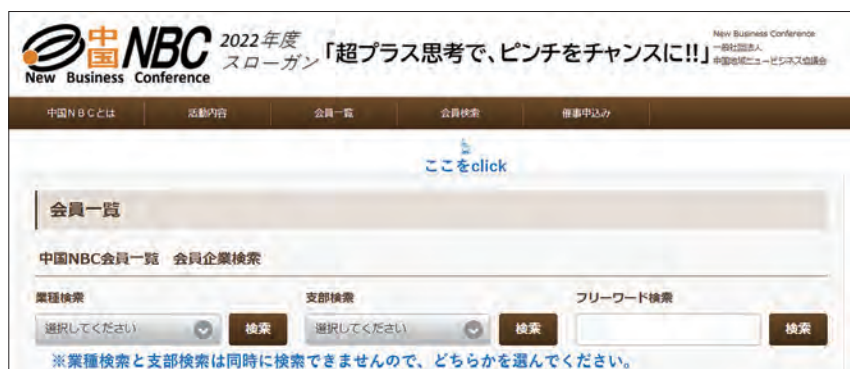 中国NBC
New Business Conference
2022年度
スローガン
「超プラス思考で、ピンチをチャンスに!!」
New Business Conference
一般社団法人
中国地域ニュービジネス協議会
中国NBCとは 活動内容 会員一覧 会員検索 催事申込み
ここをclick
会員一覧
中国NBC会員一覧 会員企業検索
業種検索 支部検索 フリーワード検索
選択してください 検索 選択してください 検索 検索
※業種検索と支部検索は同時に検索できませんので、どちらかを選んでください。